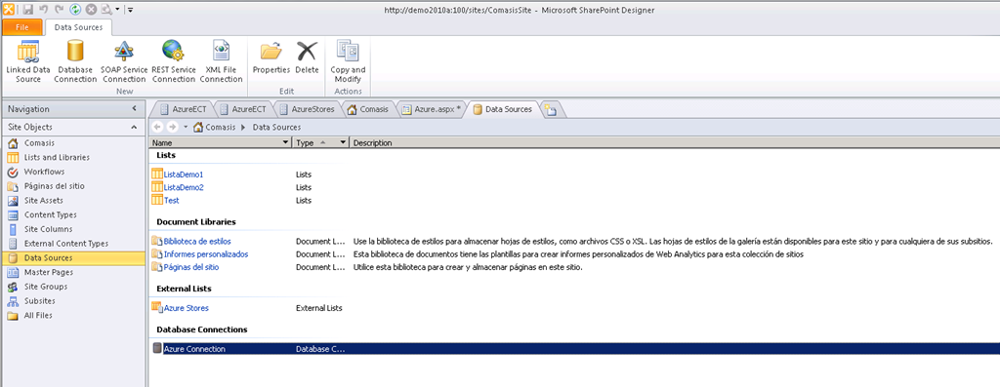 http://demo2010a:100/sites/ComasisSite - Microsoft SharePoint Designer
File
Data Sources
Linked Data Source
Database Connection
SOAP Service Connection
REST Service Connection
XML File Connection
Properties
Delete
Copy and Modify
New
Edit
Actions
Navigation
AzureECT
AzureECT
AzureStores
Comasis
Azure.aspx *
Data Sources
Site Objects
Comasis
Lists and Libraries
Workflows
Páginas del sitio
Site Assets
Content Types
Site Columns
External Content Types
Data Sources
Master Pages
Site Groups
Subsites
All Files
Comasis
Data Sources
Name Type Description
Lists
ListaDemo1 Lists
ListaDemo2 Lists
Test Lists
Document Libraries
Biblioteca de estilos Document L... Use la biblioteca de estilos para almacenar hojas de estilos, como archivos CSS o XSL. Las hojas de estilos de la galería están disponibles para este sitio y para cualquiera de sus subsitios.
Informes personalizados Document L... Esta biblioteca de documentos tiene las plantillas para crear informes personalizados de Web Analytics para esta colección de sitios
Páginas del sitio Document L... Utilice esta biblioteca para crear y almacenar páginas en este sitio.
External Lists
Azure Stores External Lists
Database Connections
Azure Connection Database C...